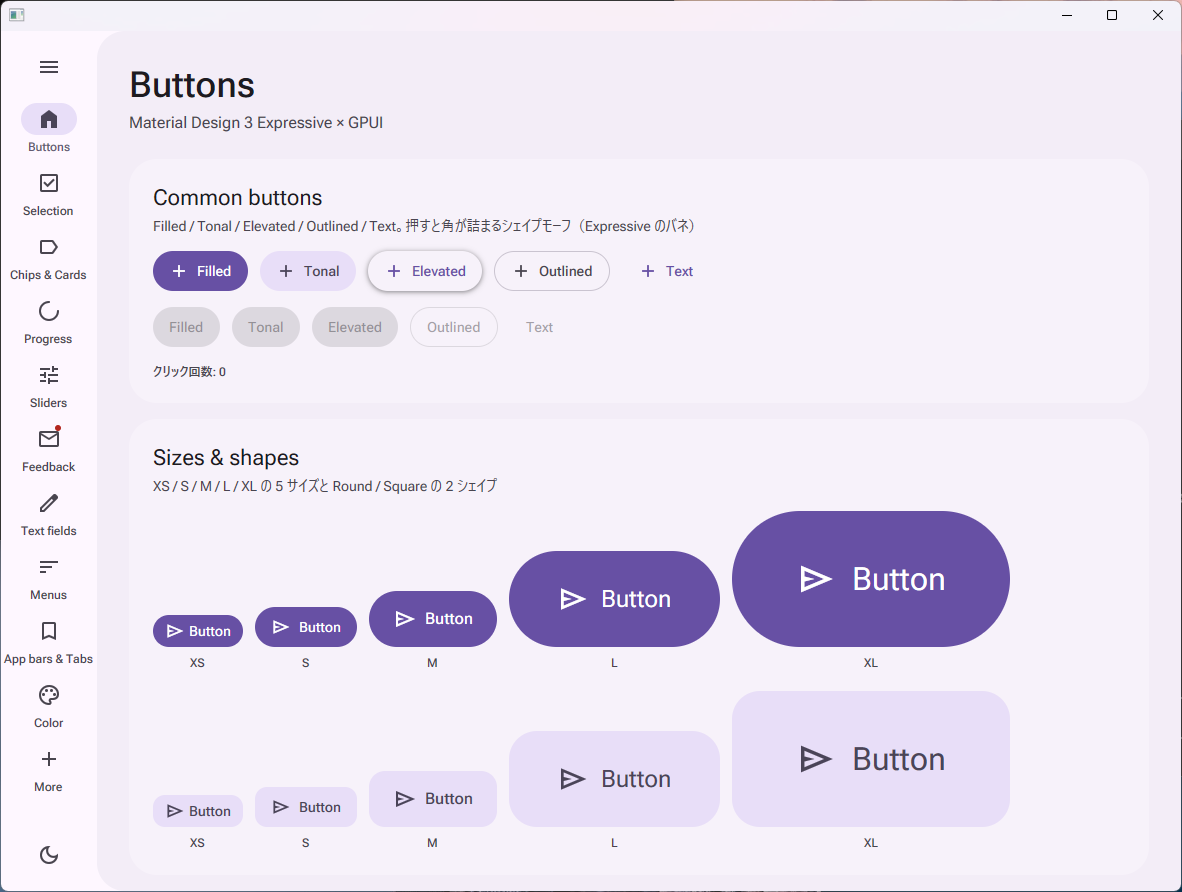 Buttons
Selection
Chips & Cards
Progress
Sliders
Feedback
Text fields
Menus
App bars & Tabs
Color
More
Buttons
Material Design 3 Expressive × GPUI
Common buttons
Filled / Tonal / Elevated / Outlined / Text。押すと角が詰まるシェイプモーフ（Expressive のバネ）
Filled Tonal Elevated Outlined Text
Filled Tonal Elevated Outlined Text
クリック回数: 0
Sizes & shapes
XS / S / M / L / XL の 5 サイズと Round / Square の 2 シェイプ
Button Button Button Button Button
XS S M L XL
Button Button Button Button Button
XS S M L XL